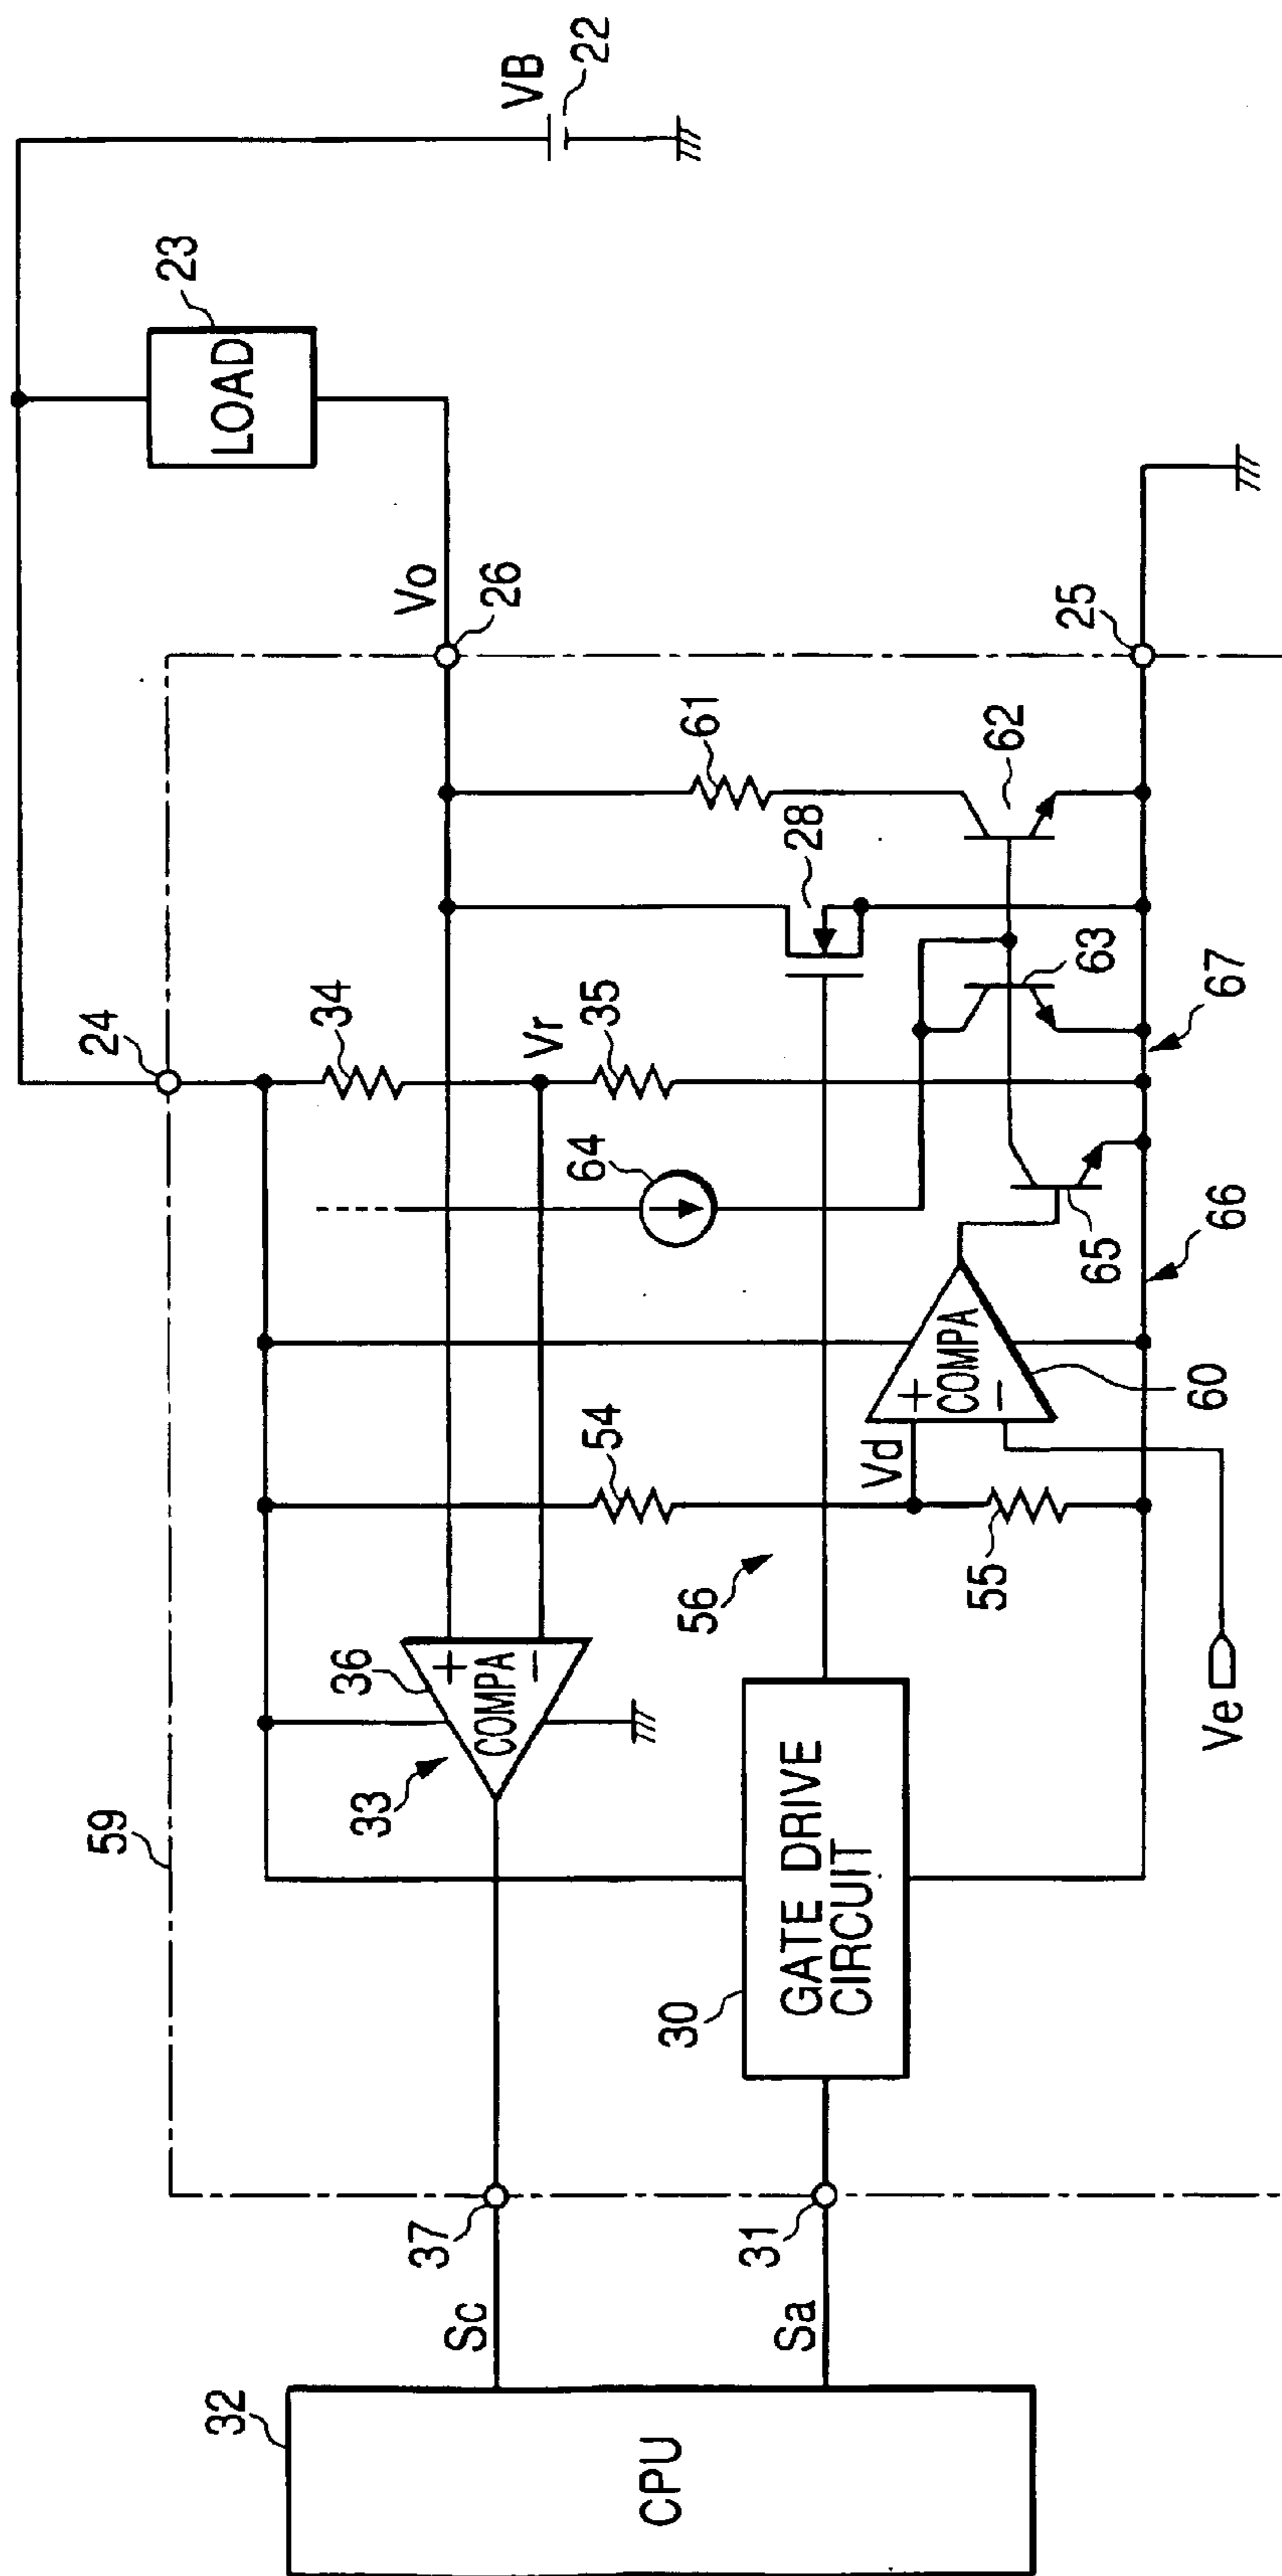 59
24
VB
22
23
LOAD
34
Vo
26
36
COMPA
+
-
33
Vr
35
64
54
61
28
62
25
CPU
32
Sc
37
Sa
31
30
GATE DRIVE
CIRCUIT
56
Vd
55
+
-
COMPA
60
65
63
66
67
Ve